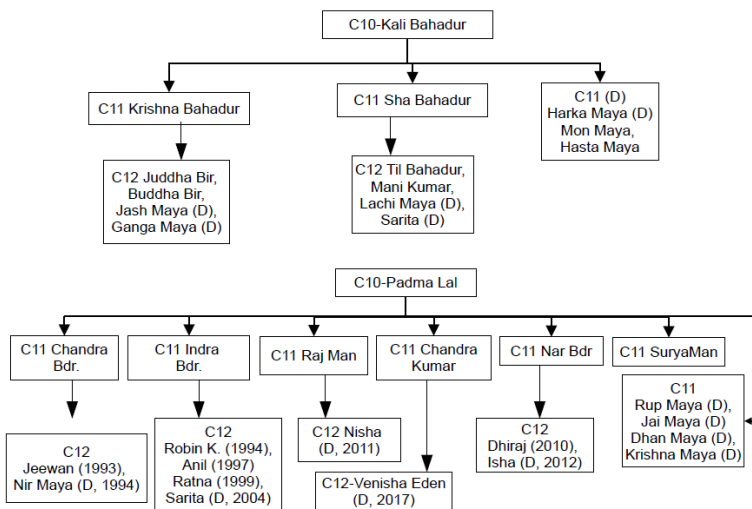 C10-Kali Bahadur
C11 Krishna Bahadur
C11 Sha Bahadur
C11 (D)
Harka Maya (D)
Mon Maya,
Hasta Maya
C12 Juddha Bir,
Buddha Bir,
Jash Maya (D),
Ganga Maya (D)
C12 Til Bahadur,
Mani Kumar,
Lachi Maya (D),
Sarita (D)
C10-Padma Lal
C11 Chandra
Bdr.
C11 Indra
Bdr.
C11 Raj Man
C11 Chandra
Kumar
C11 Nar Bdr
C11 SuryaMan
C12
Jeewan (1993),
Nir Maya (D, 1994)
C12
Robin K. (1994),
Anil (1997)
Ratna (1999),
Sarita (D, 2004)
C12 Nisha
(D, 2011)
C12-Venisha Eden
(D, 2017)
C12
Dhiraj (2010),
Isha (D, 2012)
C11
Rup Maya (D),
Jai Maya (D)
Dhan Maya (D),
Krishna Maya (D)